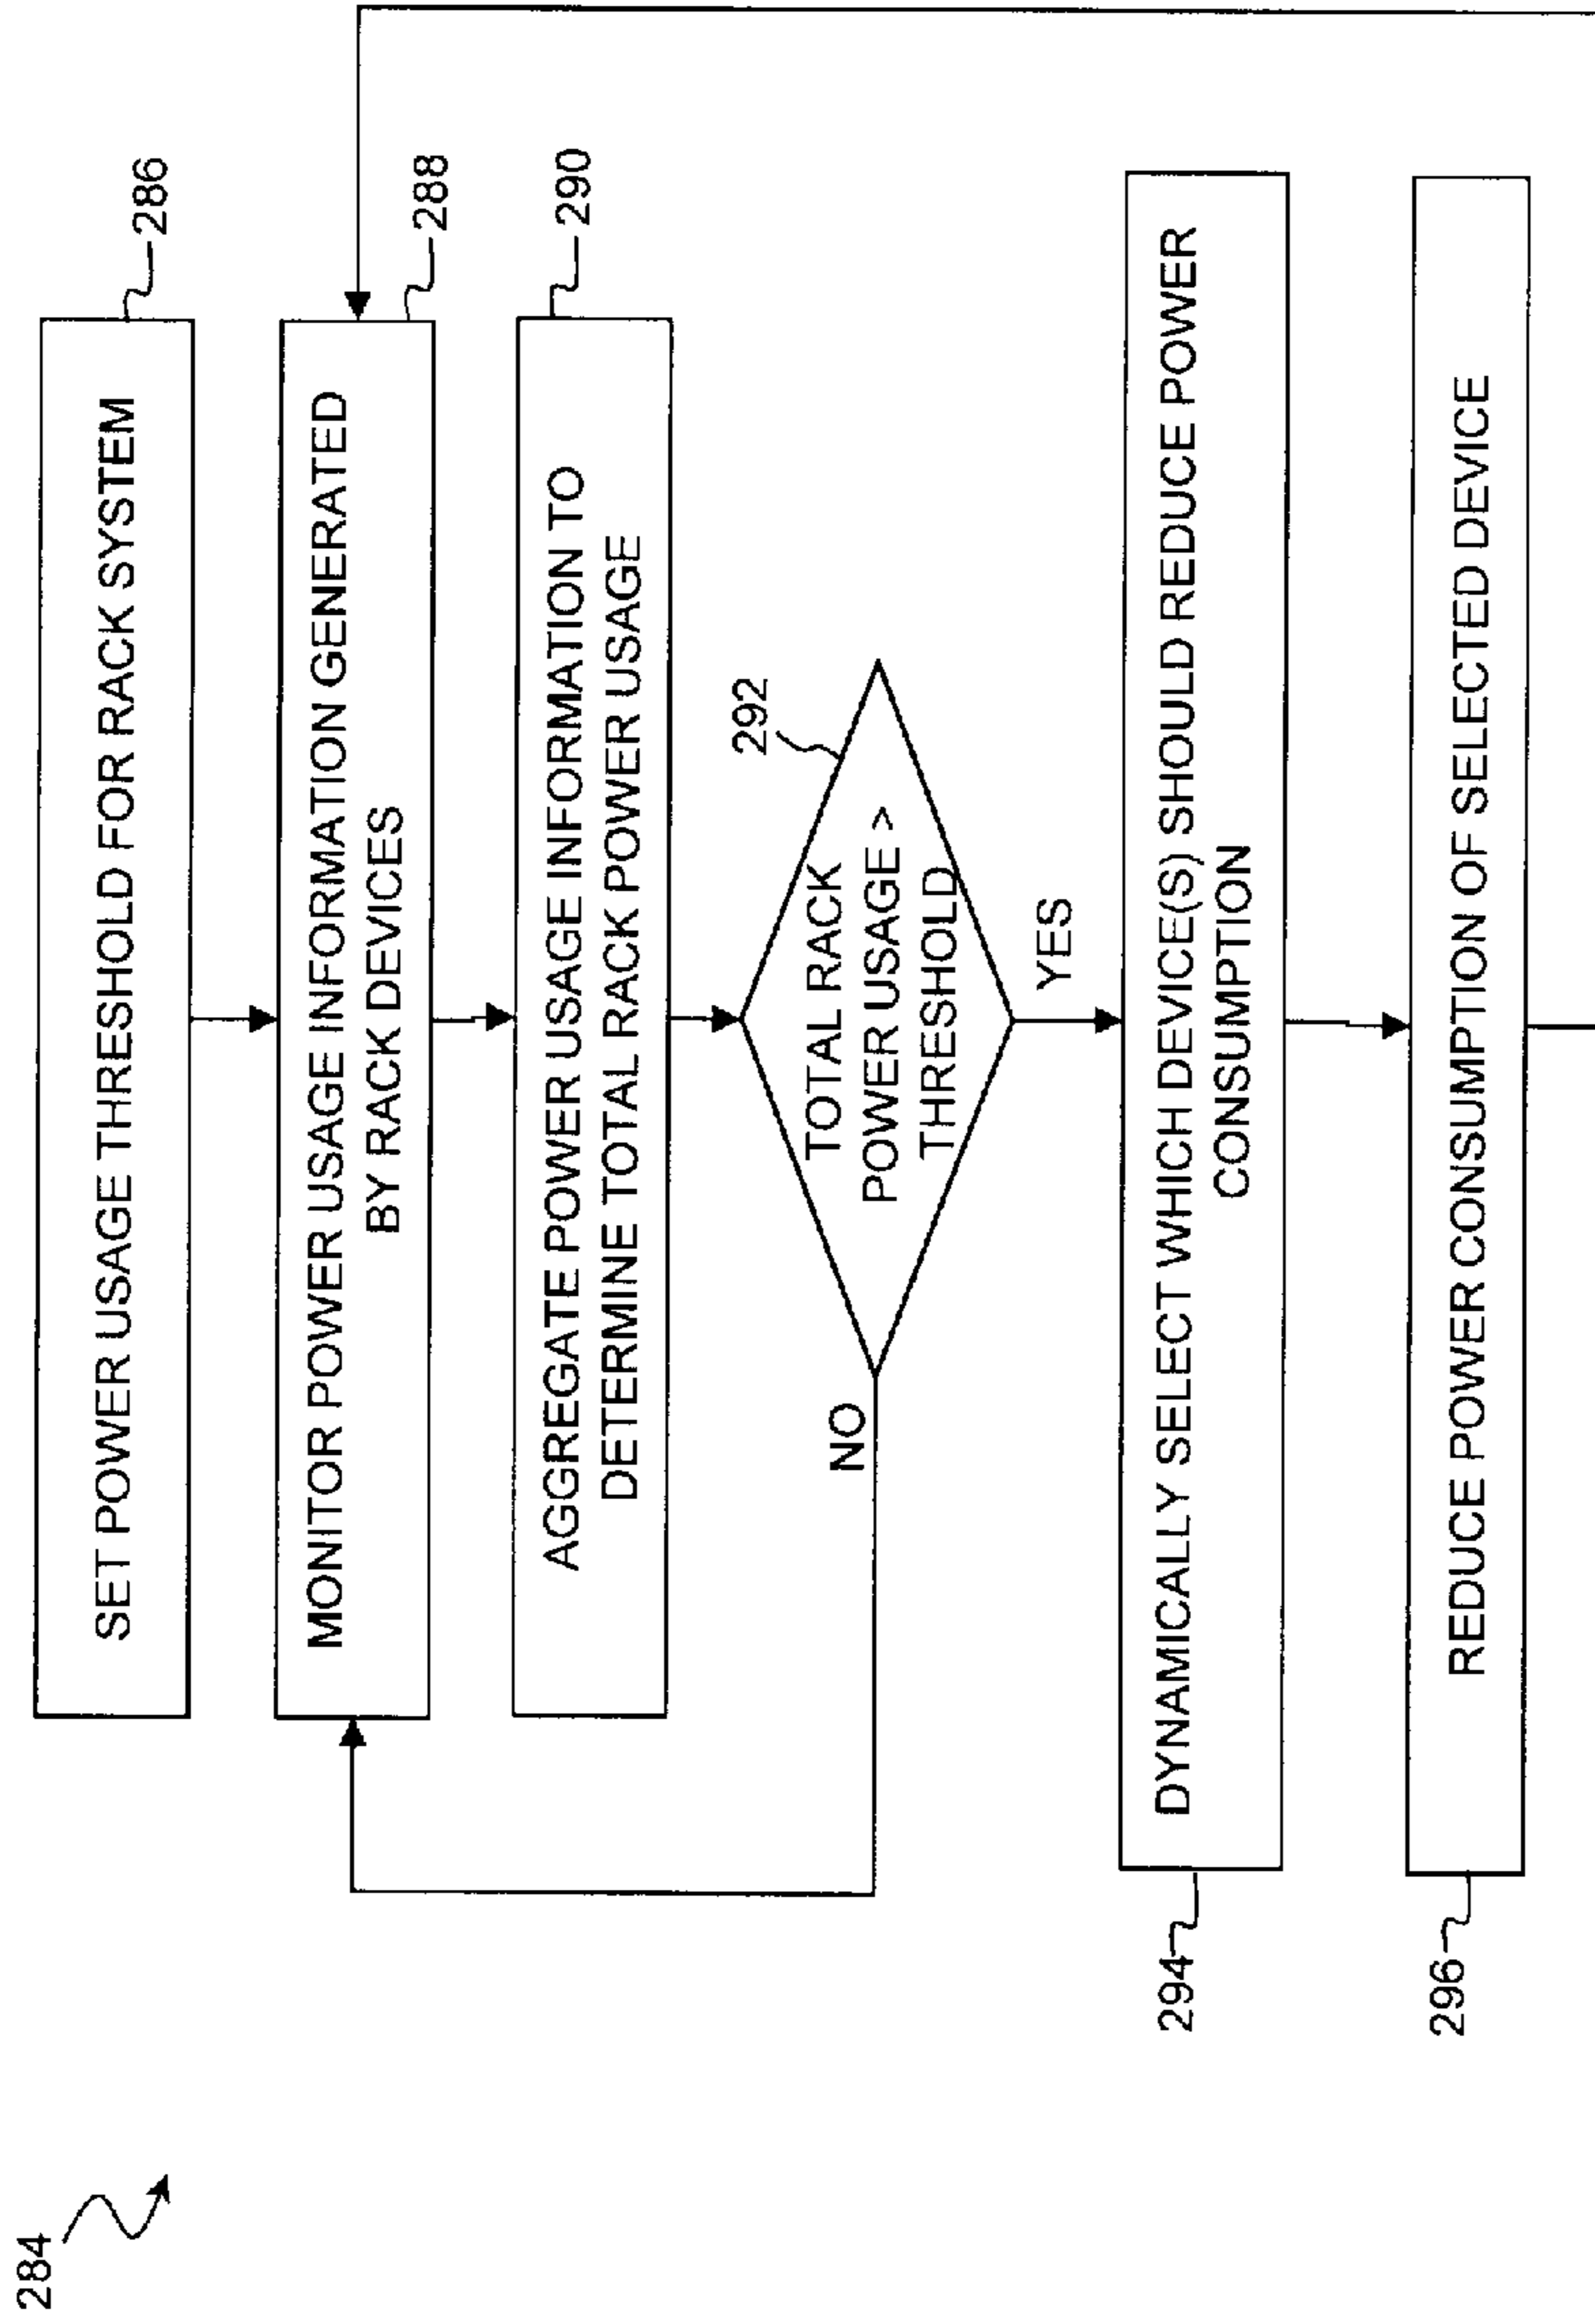 284
SET POWER USAGE THRESHOLD FOR RACK SYSTEM
286
MONITOR POWER USAGE INFORMATION GENERATED
BY RACK DEVICES
288
AGGREGATE POWER USAGE INFORMATION TO
DETERMINE TOTAL RACK POWER USAGE
290
292
TOTAL RACK
POWER USAGE >
THRESHOLD
NO
YES
294
DYNAMICALLY SELECT WHICH DEVICE(S) SHOULD REDUCE POWER
CONSUMPTION
296
REDUCE POWER CONSUMPTION OF SELECTED DEVICE